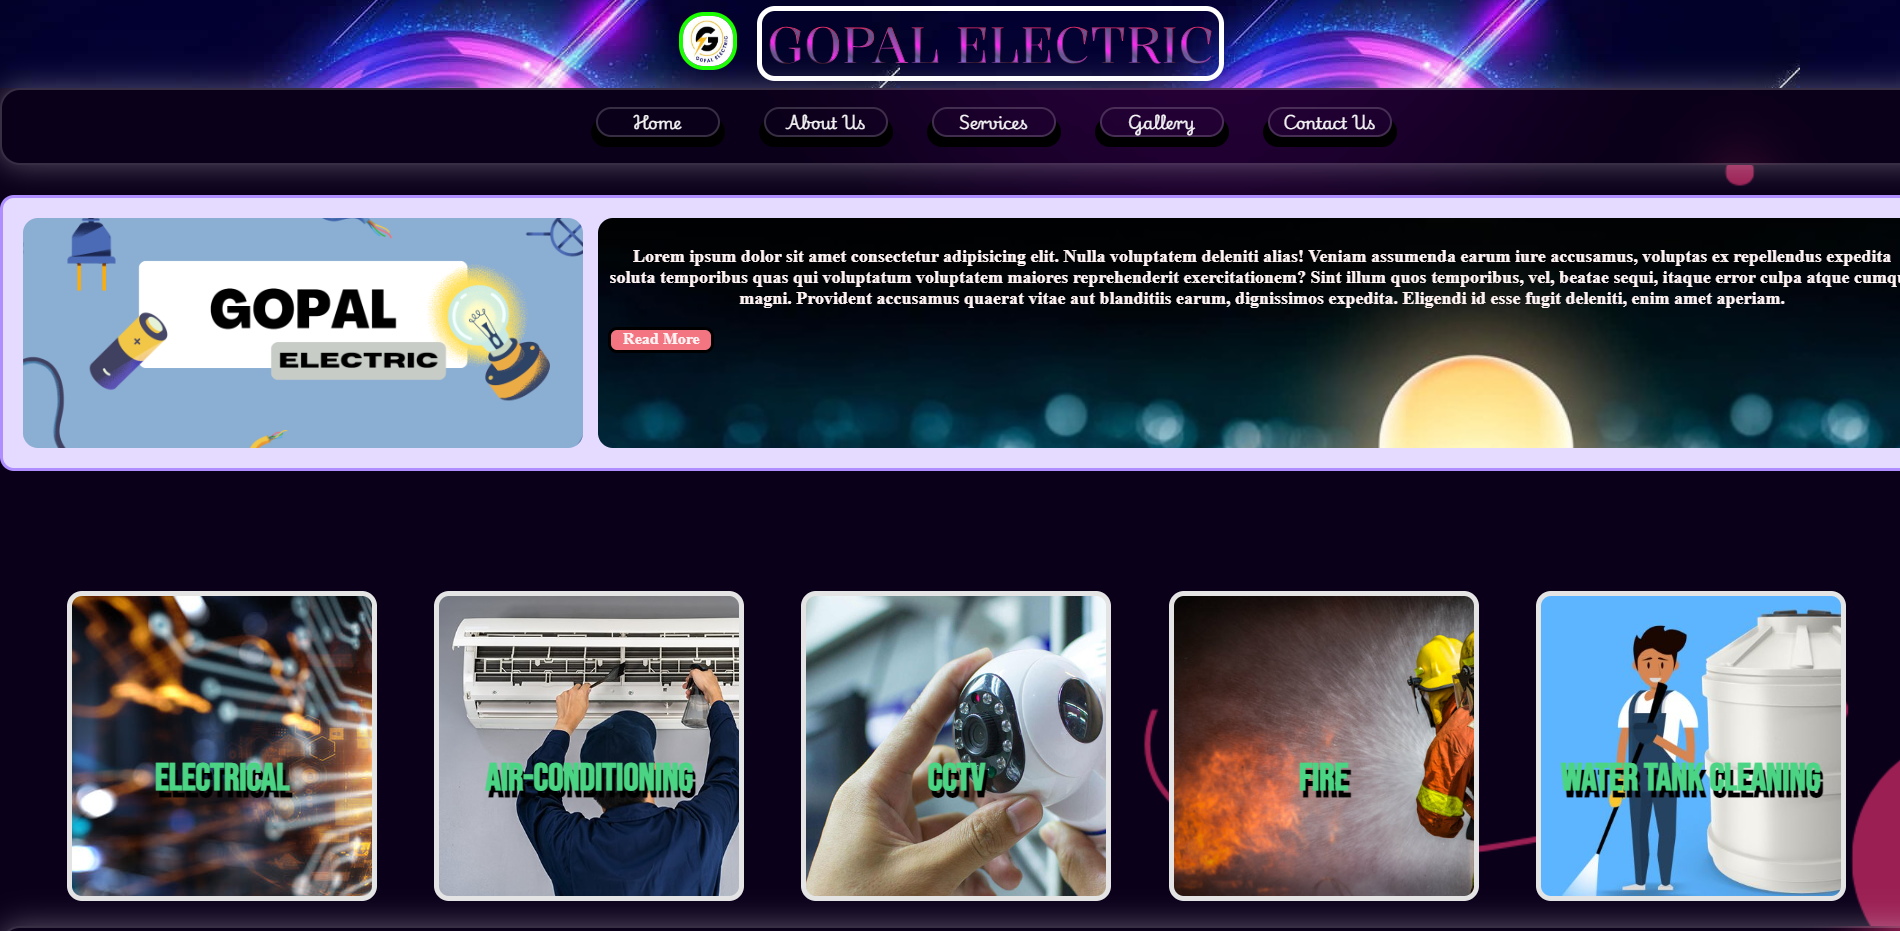 GOPAL ELECTRIC
GOPAL ELECTRIC
Home About Us Services Gallery Contact Us
GOPAL
ELECTRIC
Lorem ipsum dolor sit amet consectetur adipisicing elit. Nulla voluptatem deleniti alias! Veniam assumenda earum iure accusamus, voluptas ex repellendus expedita
soluta temporibus quas qui voluptatum voluptatem maiores reprehenderit exercitationem? Sint illum quos temporibus, vel, beatae sequi, itaque error culpa atque cumqu
magni. Provident accusamus quaerat vitae aut blanditiis earum, dignissimos expedita. Eligendi id esse fugit deleniti, enim amet aperiam.
Read More
ELECTRICAL
AIR-CONDITIONING
CCTV
FIRE
WATER TANK CLEANING